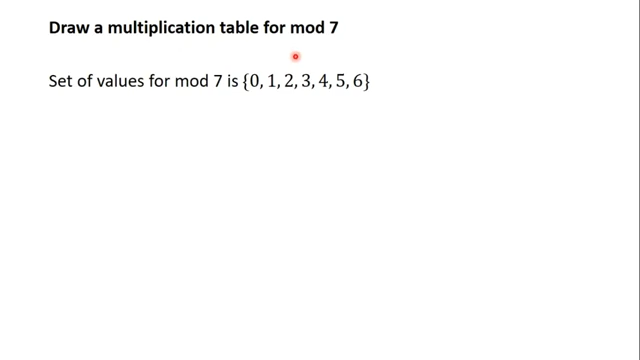 Draw a multiplication table for mod 7
Set of values for mod 7 is {0, 1, 2, 3, 4, 5, 6}